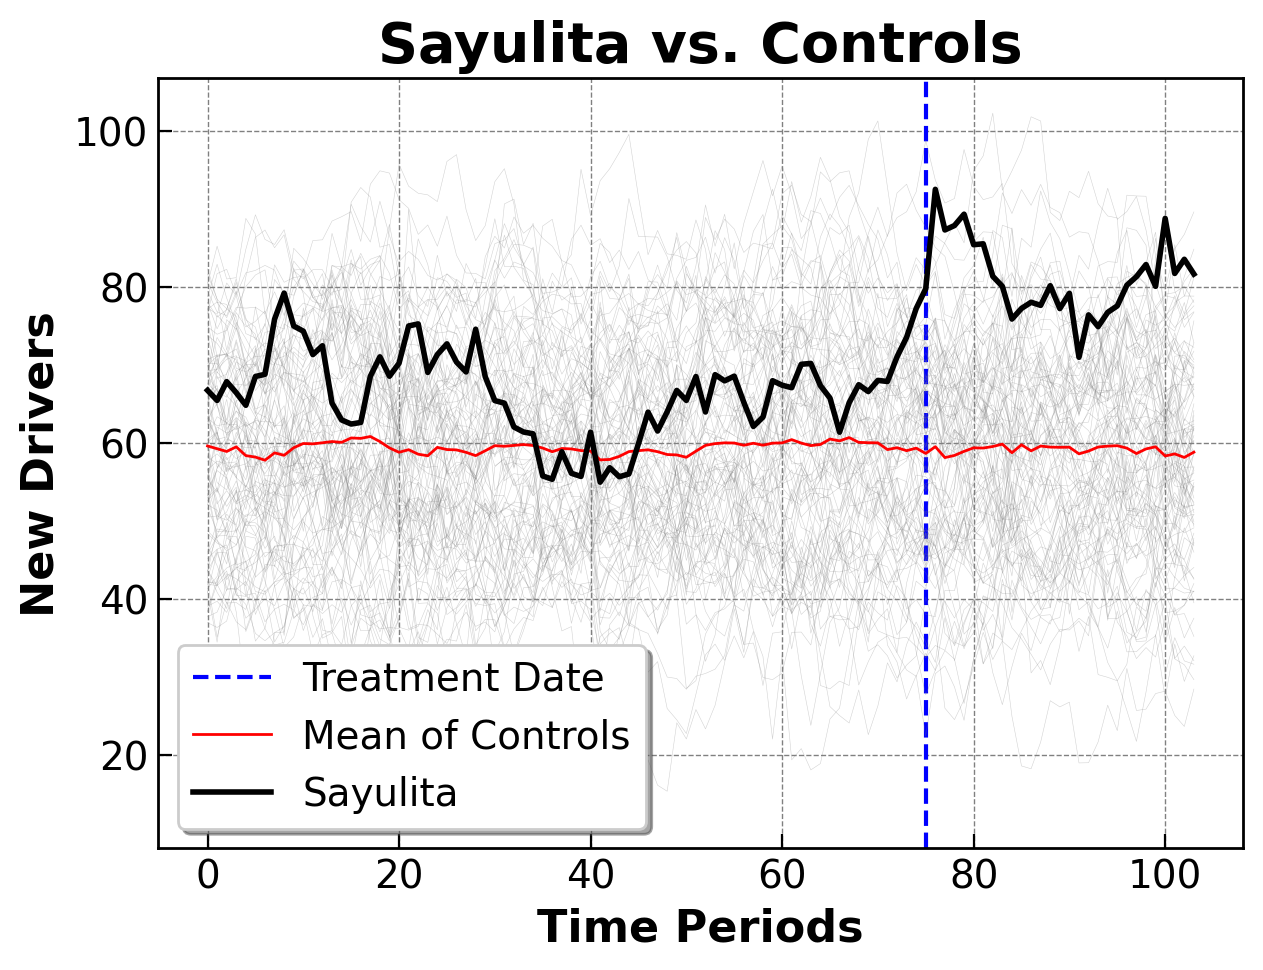 Sayulita vs. Controls
New Drivers
100
80
60
40
20
Treatment Date
Mean of Controls
Sayulita
0 20 40 60 80 100
Time Periods